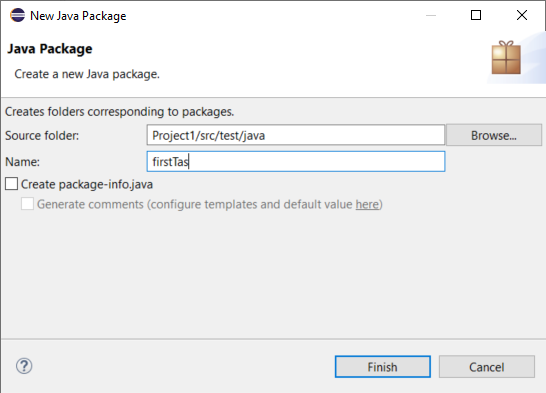 New Java Package
Java Package
Create a new Java package.
Creates folders corresponding to packages.
Source folder: Project1/src/test/java Browse...
Name: firstTas
Create package-info.java
Generate comments (configure templates and default value here)
? Finish Cancel